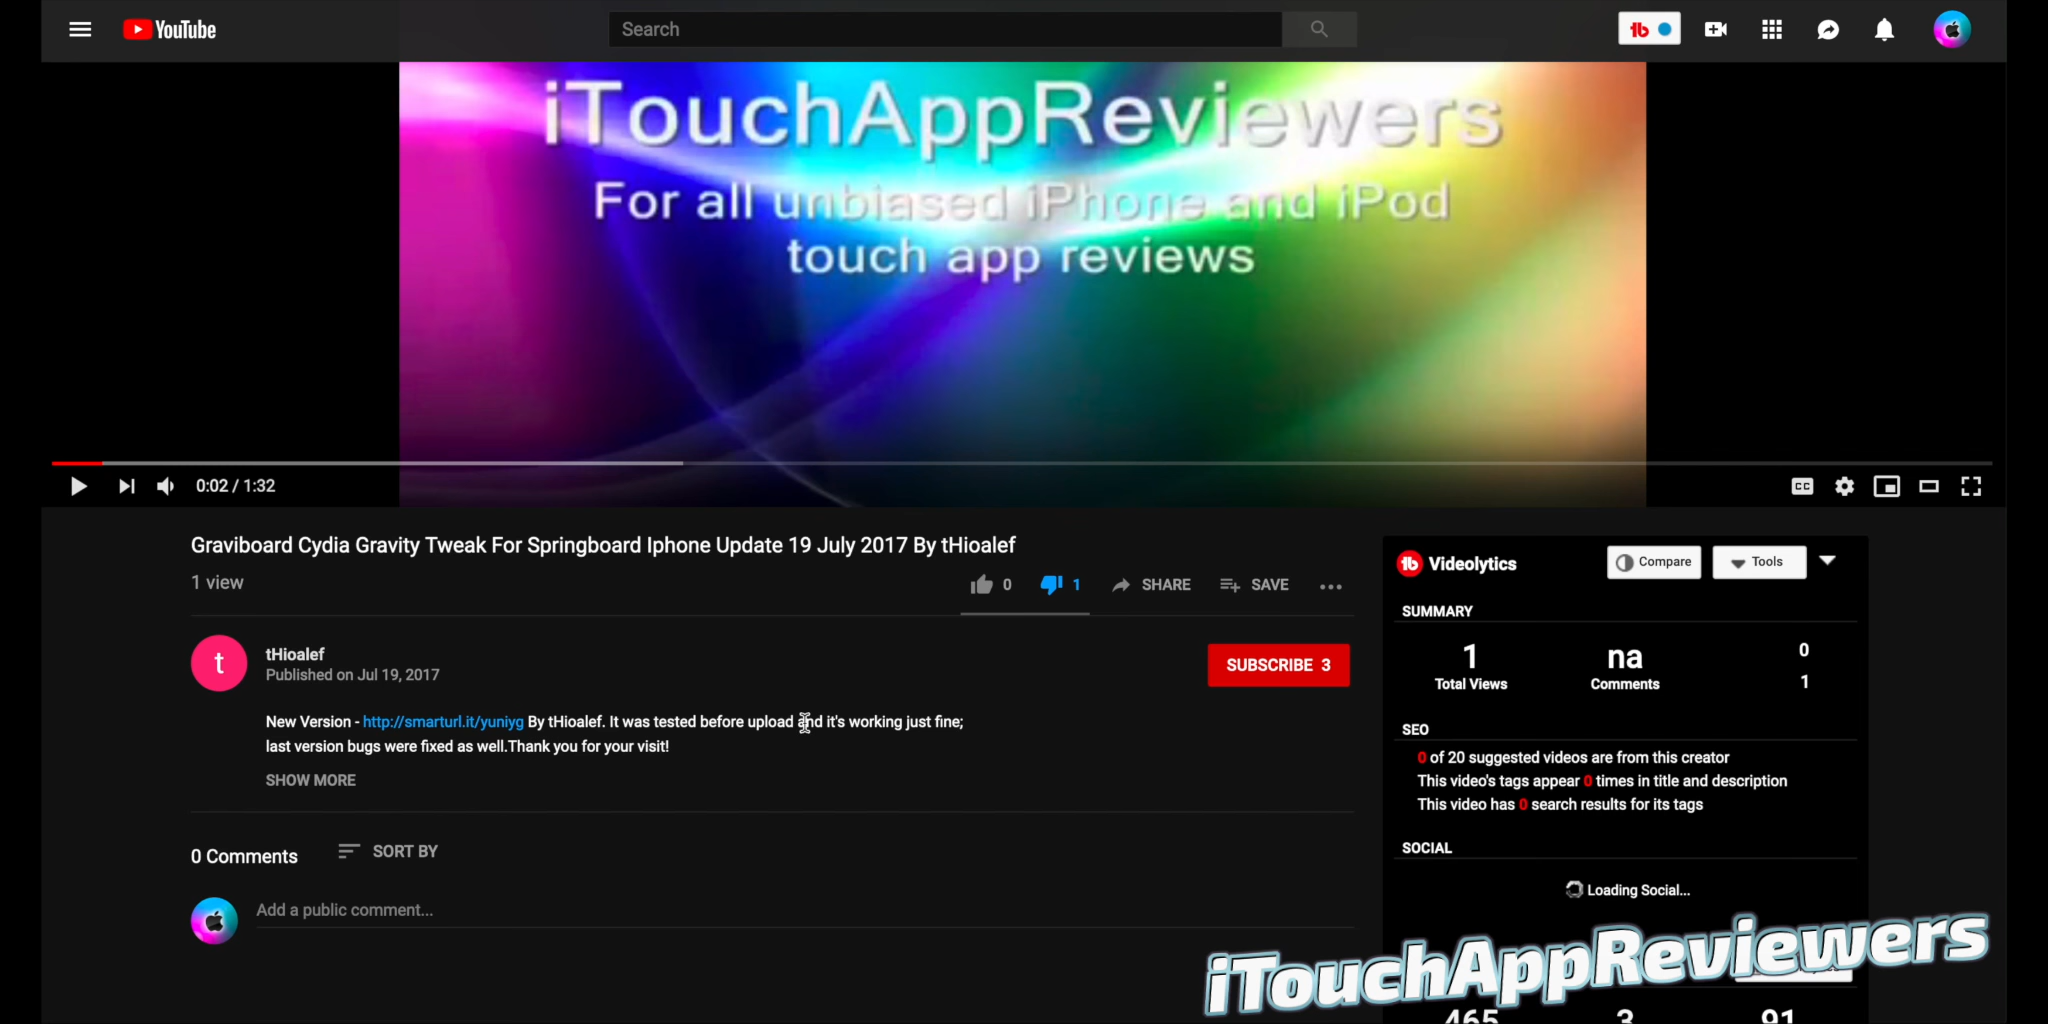 YouTube
Search
iTouchAppReviewers
For all unbiased iPhone and iPod
touch app reviews
0:02 / 1:32
CC
Graviboard Cydia Gravity Tweak For Springboard Iphone Update 19 July 2017 By tHioalef
1 view
0
1
SHARE
SAVE
t
tHioalef
Published on Jul 19, 2017
SUBSCRIBE 3
New Version - http://smarturl.it/yuniyg By tHioalef. It was tested before upload and it's working just fine;
last version bugs were fixed as well.Thank you for your visit!
SHOW MORE
0 Comments
SORT BY
Add a public comment...
Videolytics
Compare
Tools
SUMMARY
1
Total Views
na
Comments
0
1
SEO
0 of 20 suggested videos are from this creator
This video's tags appear 0 times in title and description
This video has 0 search results for its tags
SOCIAL
Loading Social...
iTouchAppReviewers
465
3
91